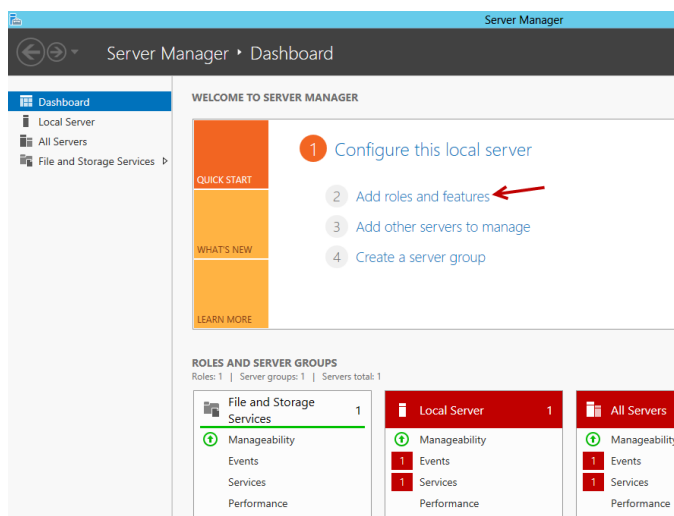 Server Manager
Server Manager • Dashboard
Dashboard
Local Server
All Servers
File and Storage Services
WELCOME TO SERVER MANAGER
QUICK START
WHAT'S NEW
LEARN MORE
1 Configure this local server
2 Add roles and features
3 Add other servers to manage
4 Create a server group
ROLES AND SERVER GROUPS
Roles: 1 | Server groups: 1 | Servers total: 1
File and Storage
Services 1
Manageability
Events
Services
Performance
Local Server 1
Manageability
1 Events
1 Services
Performance
All Servers
Manageability
1 Events
1 Services
Performance